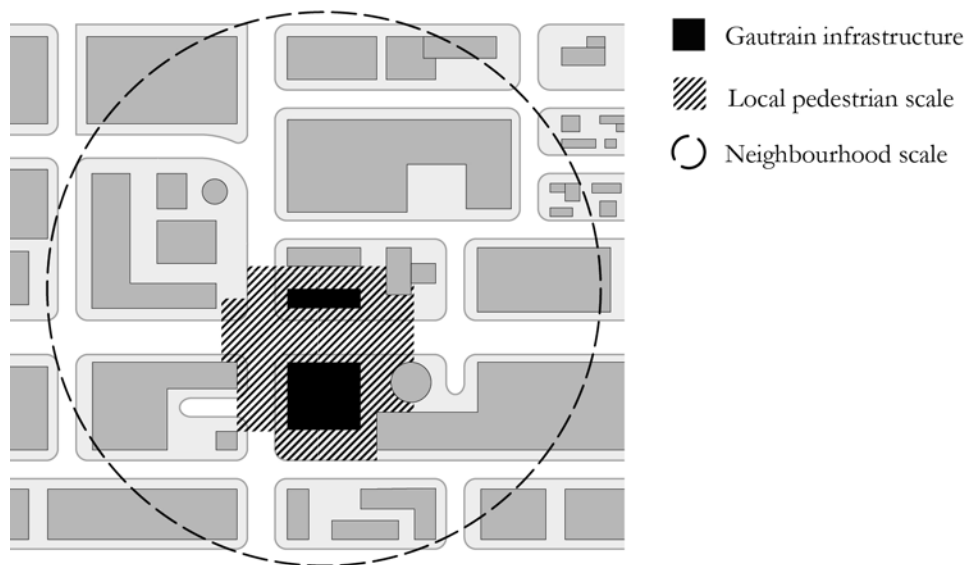 Gautrain infrastructure
Local pedestrian scale
Neighbourhood scale